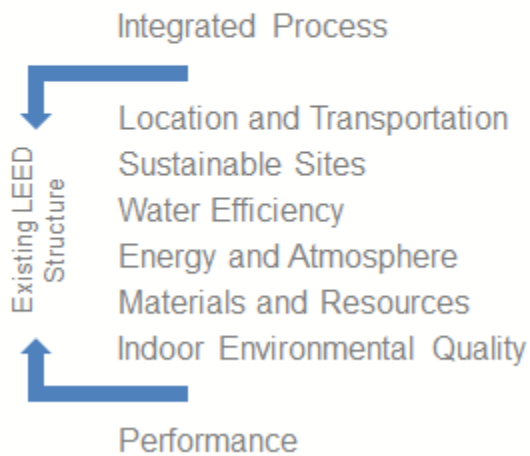 Integrated Process
Existing LEED
Structure
Location and Transportation
Sustainable Sites
Water Efficiency
Energy and Atmosphere
Materials and Resources
Indoor Environmental Quality
Performance